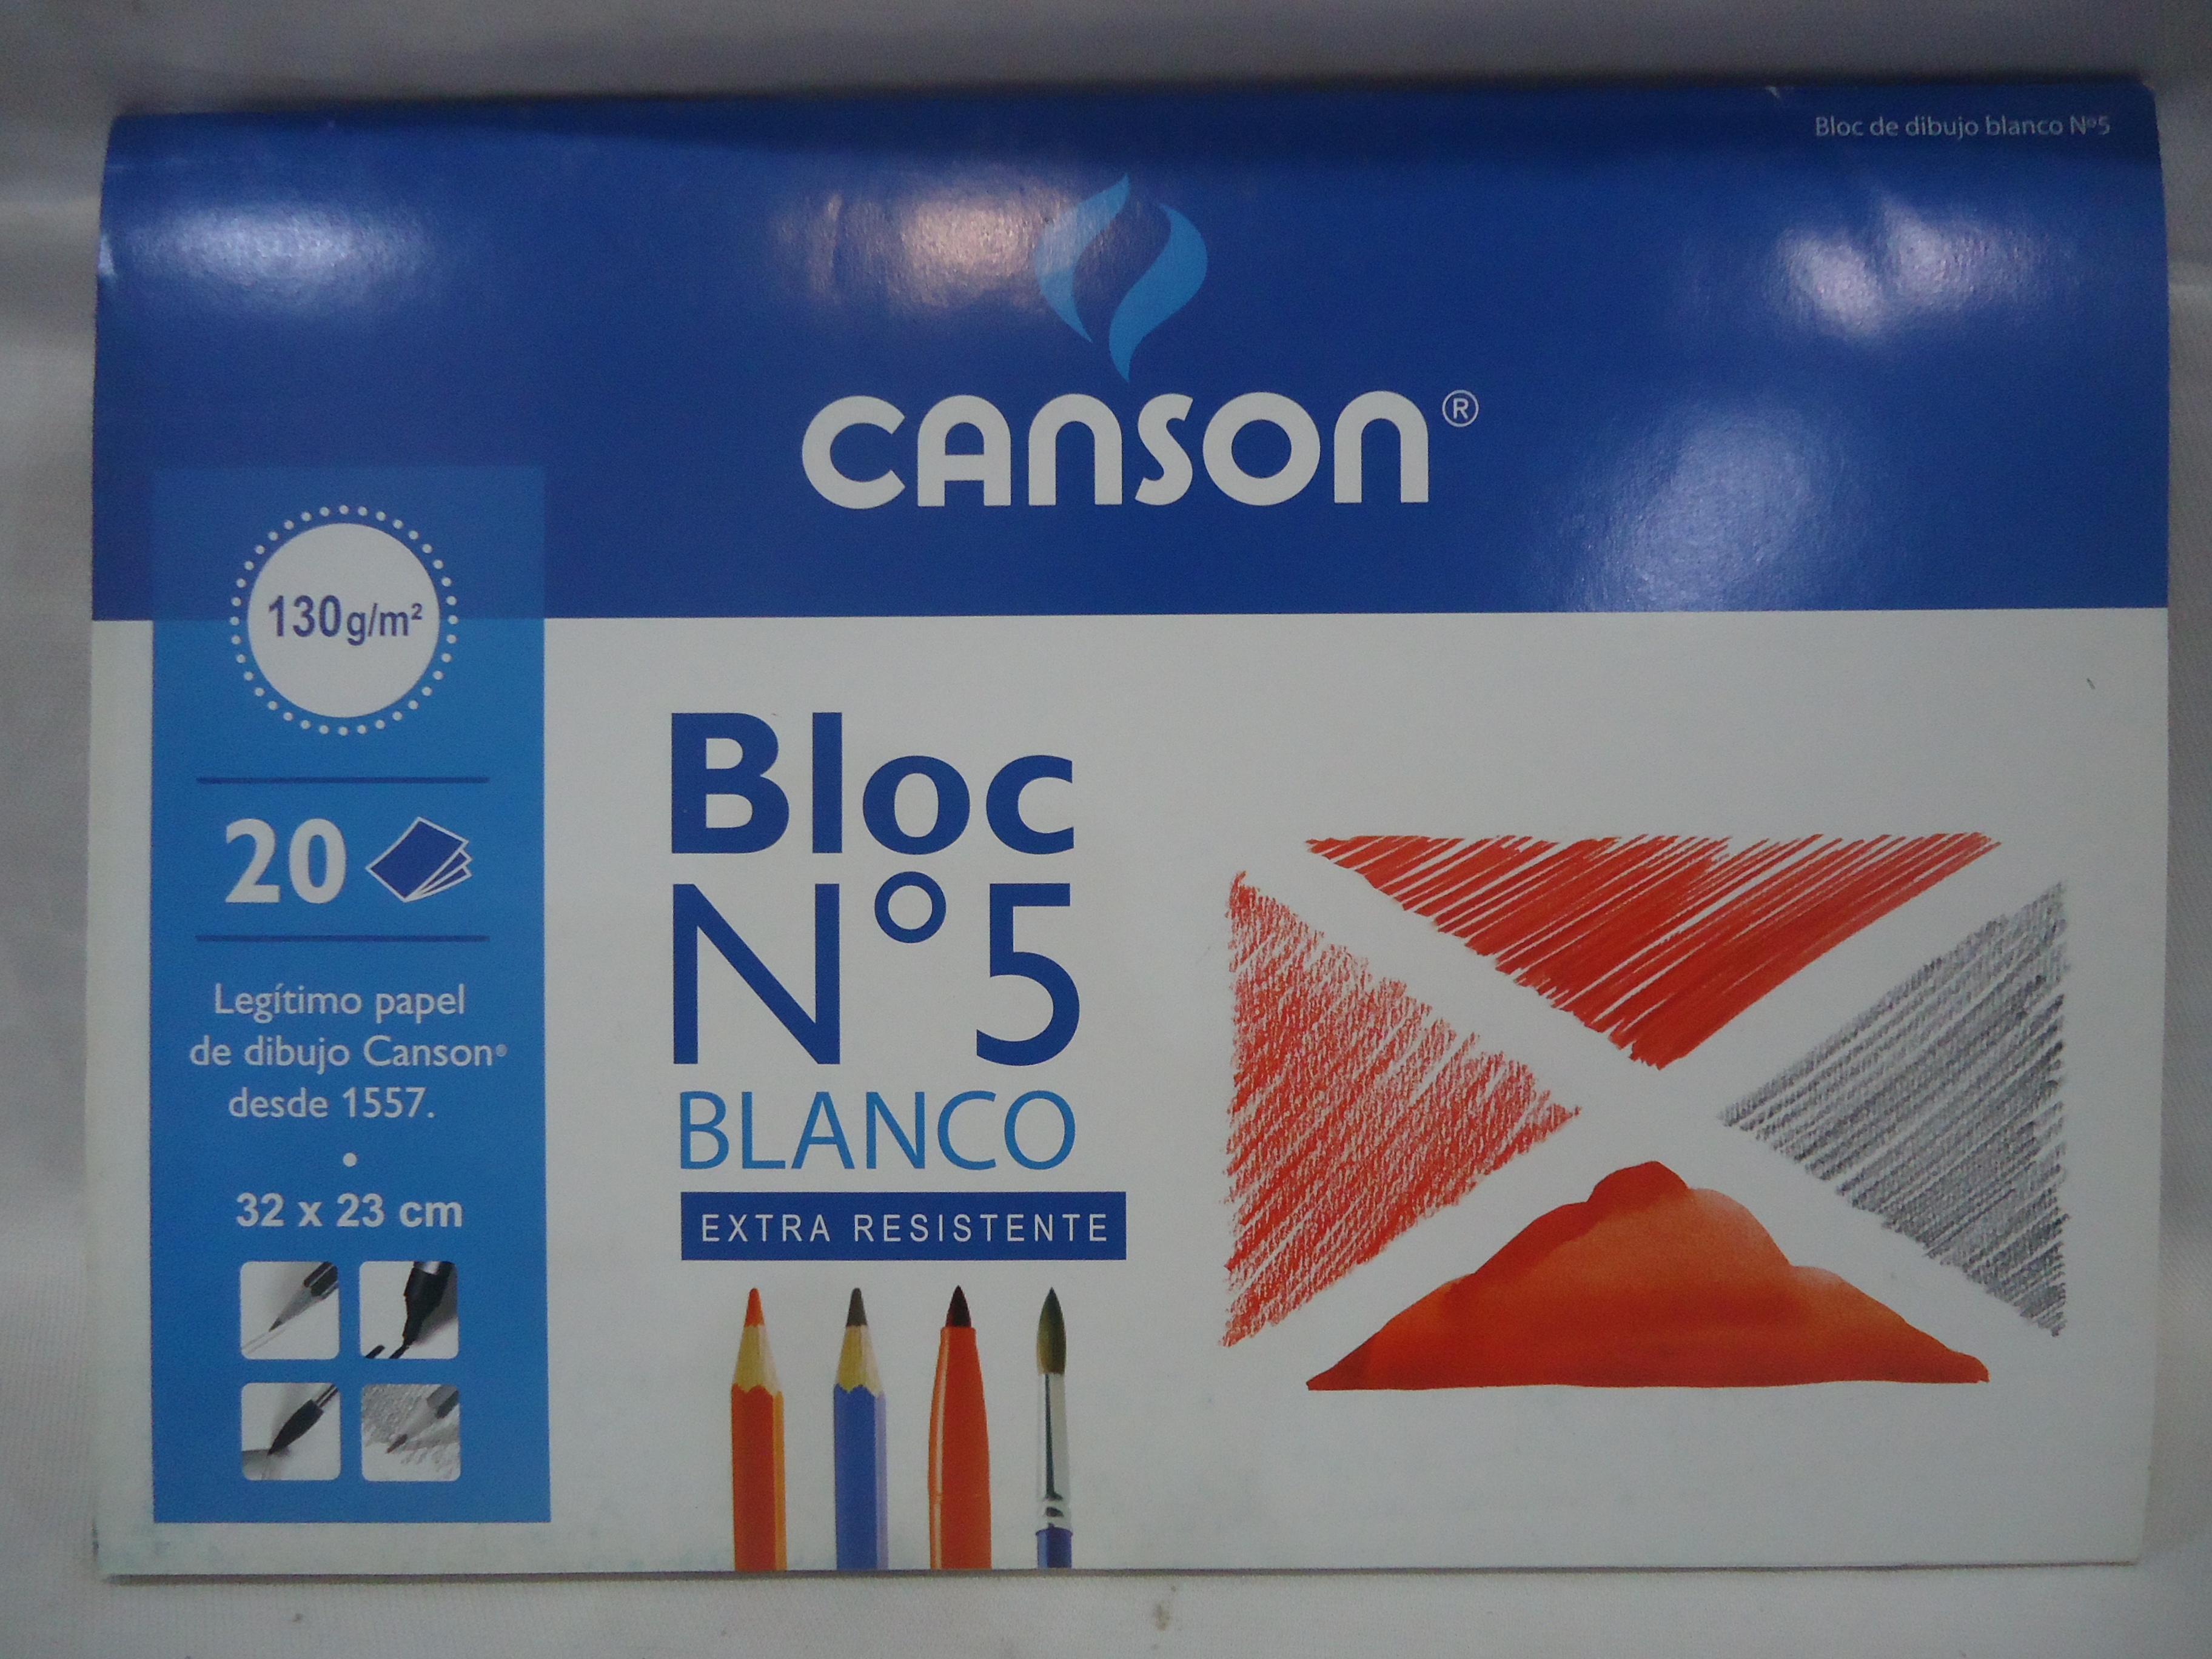 Bloc de dibujo blanco Nº5
CANSON®
130g/m²
20
Legítimo papel
de dibujo Canson®
desde 1557.
32 x 23 cm
Bloc
N°5
BLANCO
EXTRA RESISTENTE